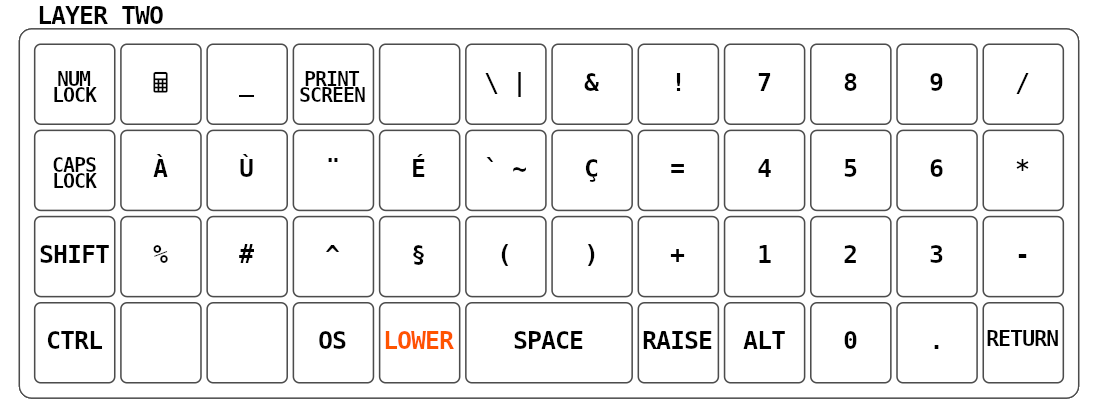 LAYER TWO
NUM LOCK _ PRINT SCREEN \ | & ! 7 8 9 /
CAPS LOCK À Ù ¨ É ` ~ Ç = 4 5 6 *
SHIFT % # ^ § ( ) + 1 2 3 -
CTRL OS LOWER SPACE RAISE ALT 0 . RETURN